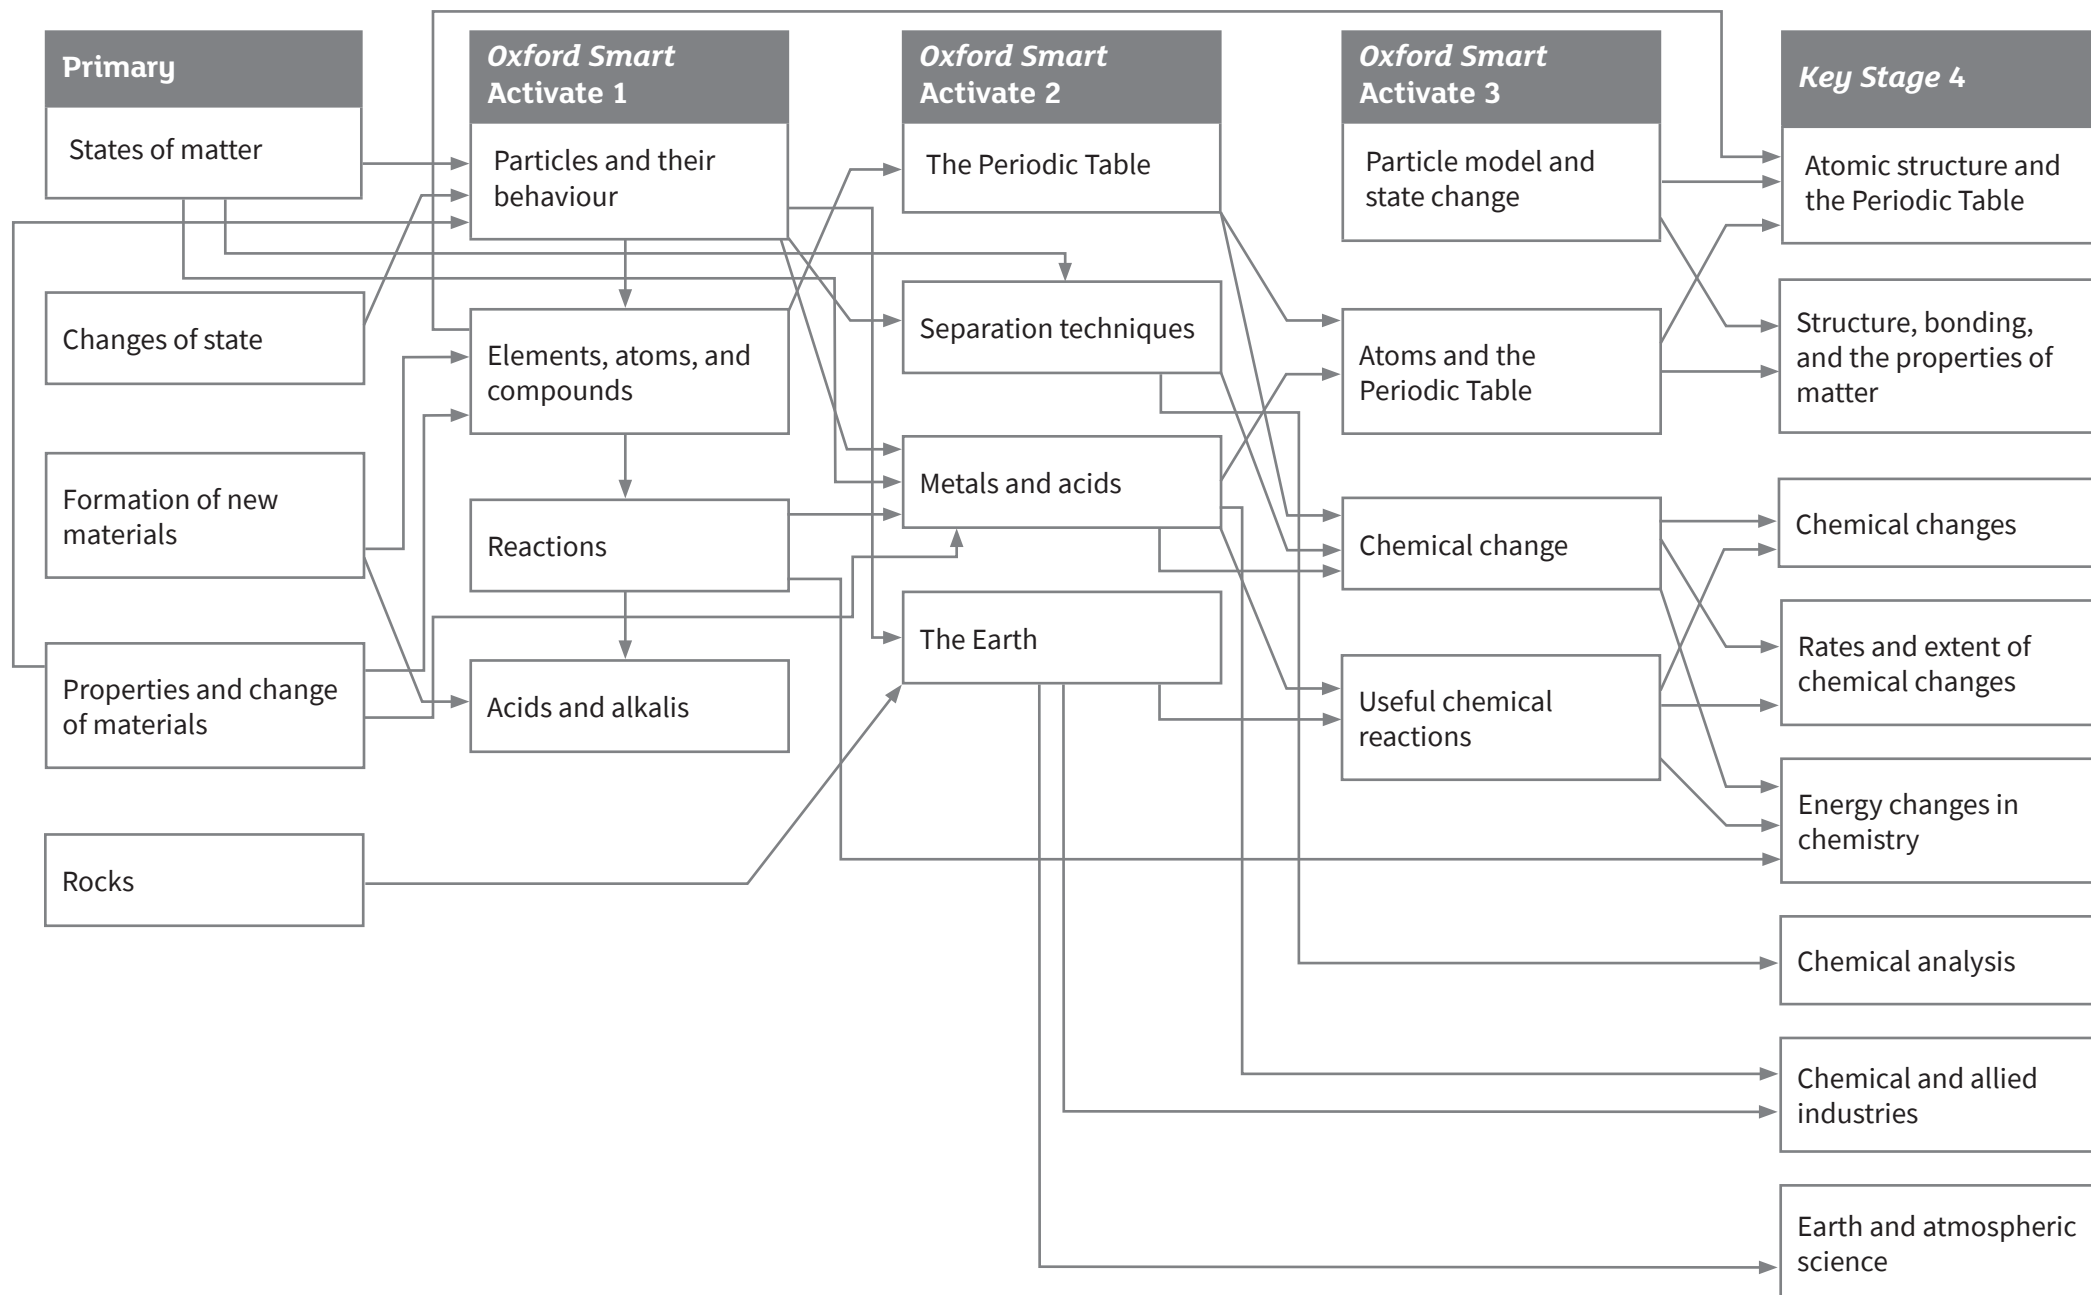 Primary
States of matter
Changes of state
Formation of new
materials
Properties and change
of materials
Rocks
Oxford Smart
Activate 1
Particles and their
behaviour
Elements, atoms, and
compounds
Reactions
Acids and alkalis
Oxford Smart
Activate 2
The Periodic Table
Separation techniques
Metals and acids
The Earth
Oxford Smart
Activate 3
Particle model and
state change
Atoms and the
Periodic Table
Chemical change
Useful chemical
reactions
Key Stage 4
Atomic structure and
the Periodic Table
Structure, bonding,
and the properties of
matter
Chemical changes
Rates and extent of
chemical changes
Energy changes in
chemistry
Chemical analysis
Chemical and allied
industries
Earth and atmospheric
science